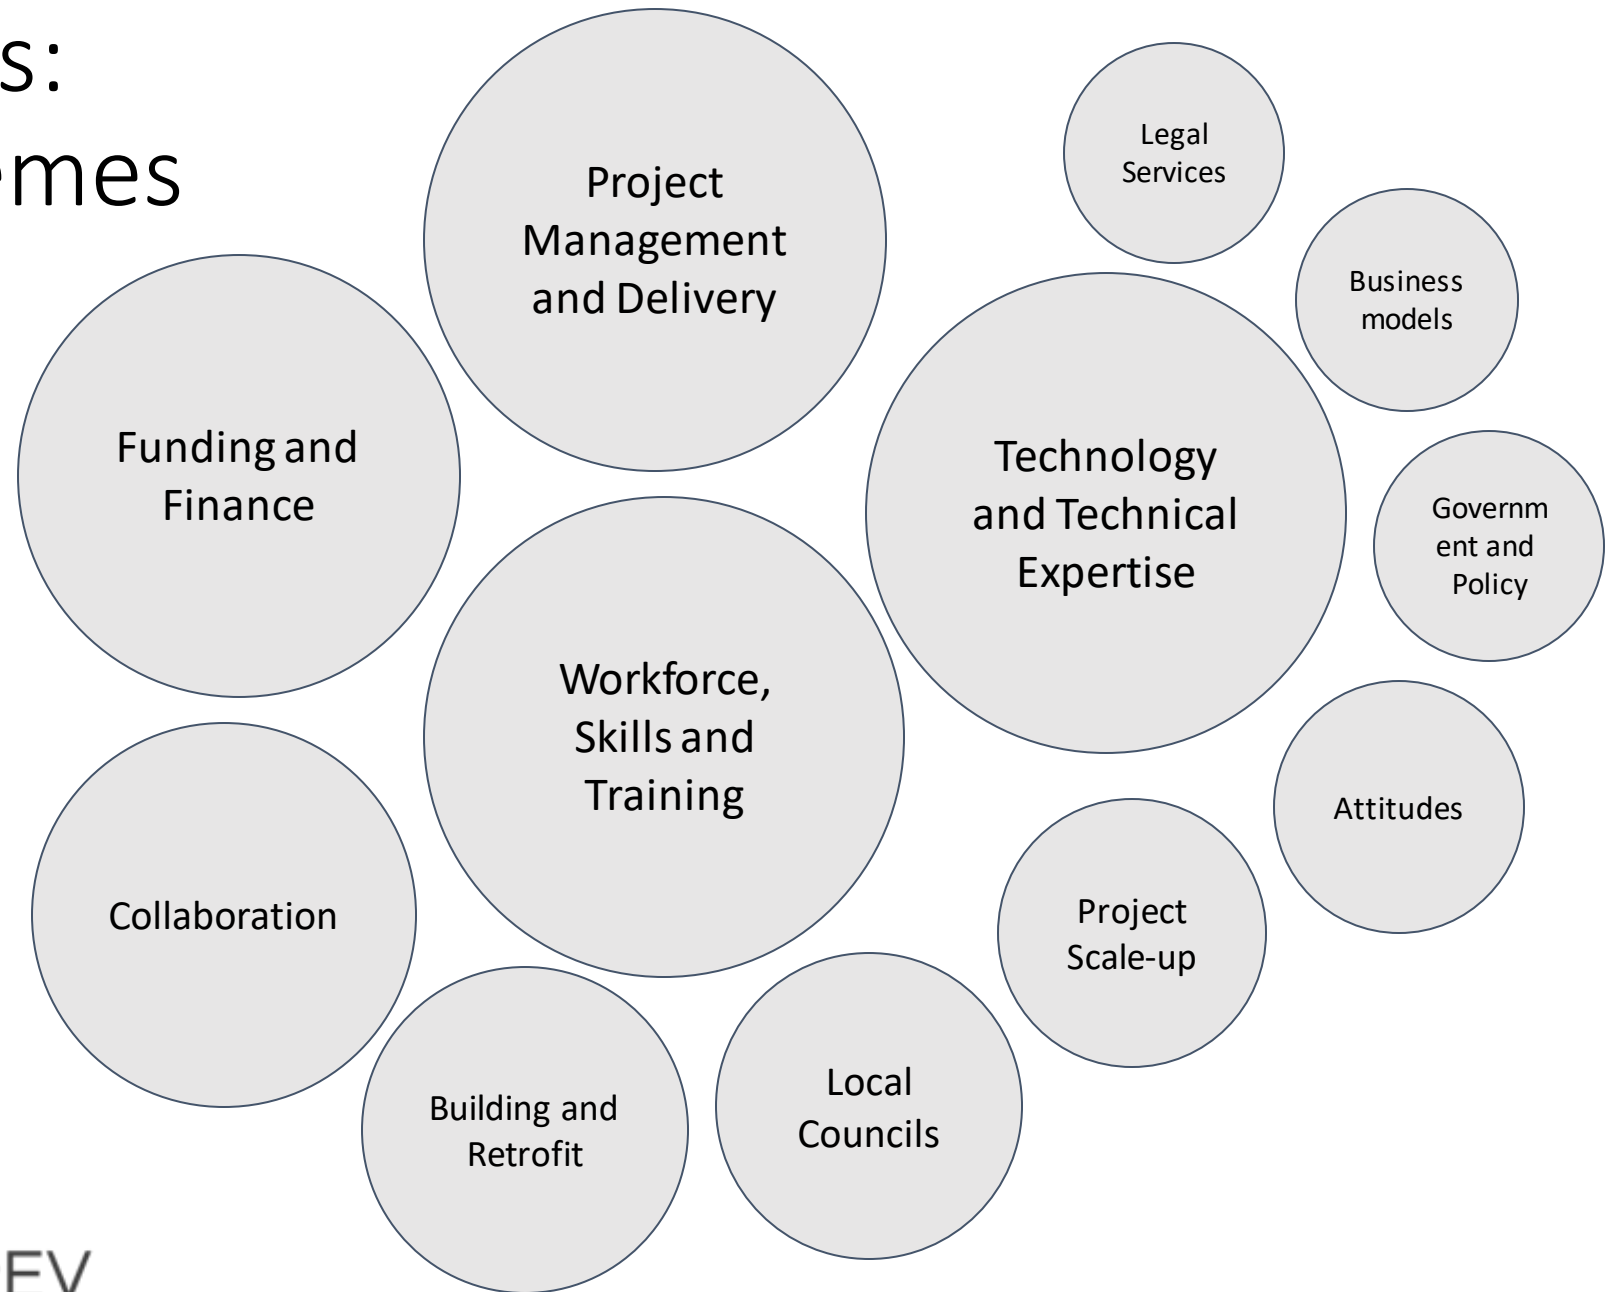 s:
emes
Project
Management
and Delivery
Legal
Services
Business
models
Funding and
Finance
Technology
and Technical
Expertise
Governm
ent and
Policy
Workforce,
Skills and
Training
Attitudes
Collaboration
Project
Scale-up
Building and
Retrofit
Local
Councils
EV